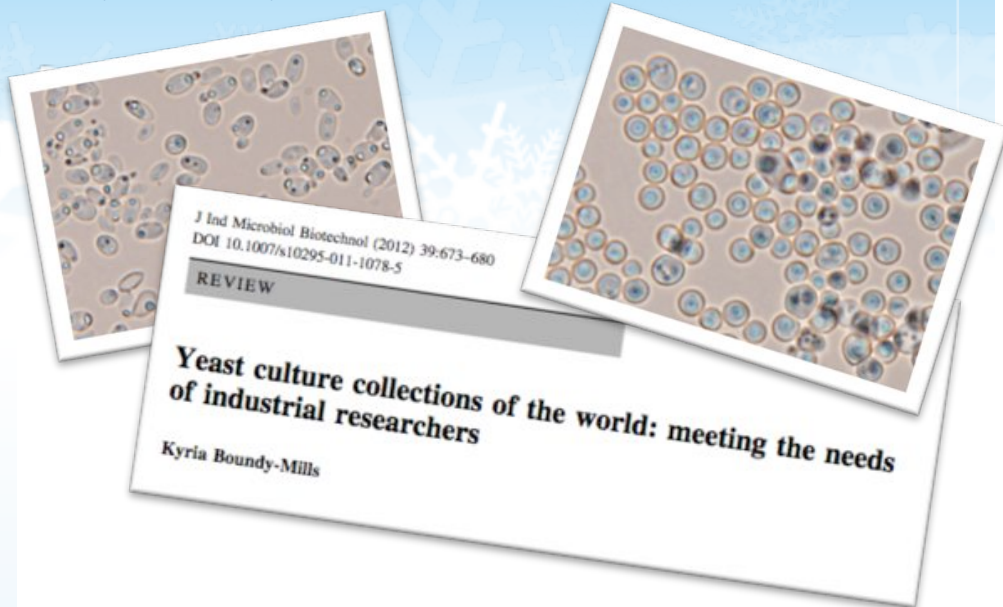 J Ind Microbiol Biotechnol (2012) 39:673–680
DOI 10.1007/s10295-011-1078-5
REVIEW
Yeast culture collections of the world: meeting the needs
of industrial researchers
Kyria Boundy-Mills